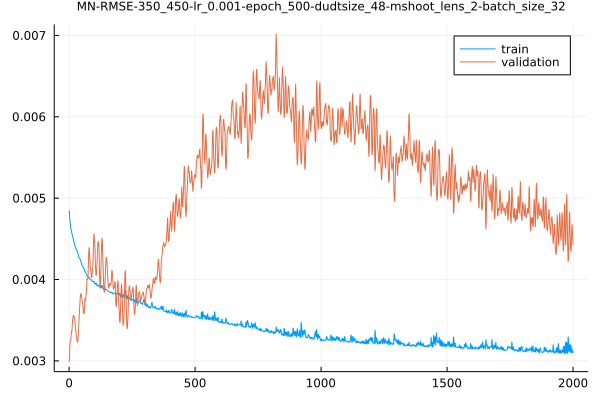 MN-RMSE-350_450-lr_0.001-epoch_500-dudtsize_48-mshoot_lens_2-batch_size_32
0.007
0.006
0.005
0.004
0.003
train
validation
0 500 1000 1500 2000